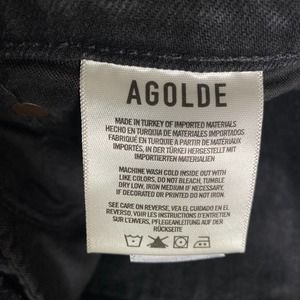 AGOLDE
MADE IN TURKEY OF IMPORTED MATERIALS
HECHO EN TURQUIA DE MATERIALES IMPORTADOS
FABRIQUÉ EN TURQUIE A PARTIR DE MATÉRIAUX
IMPORTÉS, IN DER TÜRKEI HERGESTELLT MIT
IMPORTIERTEN MATERIALIEN
MACHINE WASH COLD INSIDE OUT WITH
LIKE COLORS, DO NOT BLEACH, TUMBLE
DRY LOW, IRON MEDIUM IF NECESSARY,
IF DECORATED OR PRINTED DO NOT IRON.
SEE CARE ON REVERSE, VEA EL CUIDADO EN EL
REVERSO, VOIR LES INSTRUCTIONS D'ENTRETIEN
SUR L'ENVERS, PFLEGEHINWEISE AUF DER
RÜCKSEITE